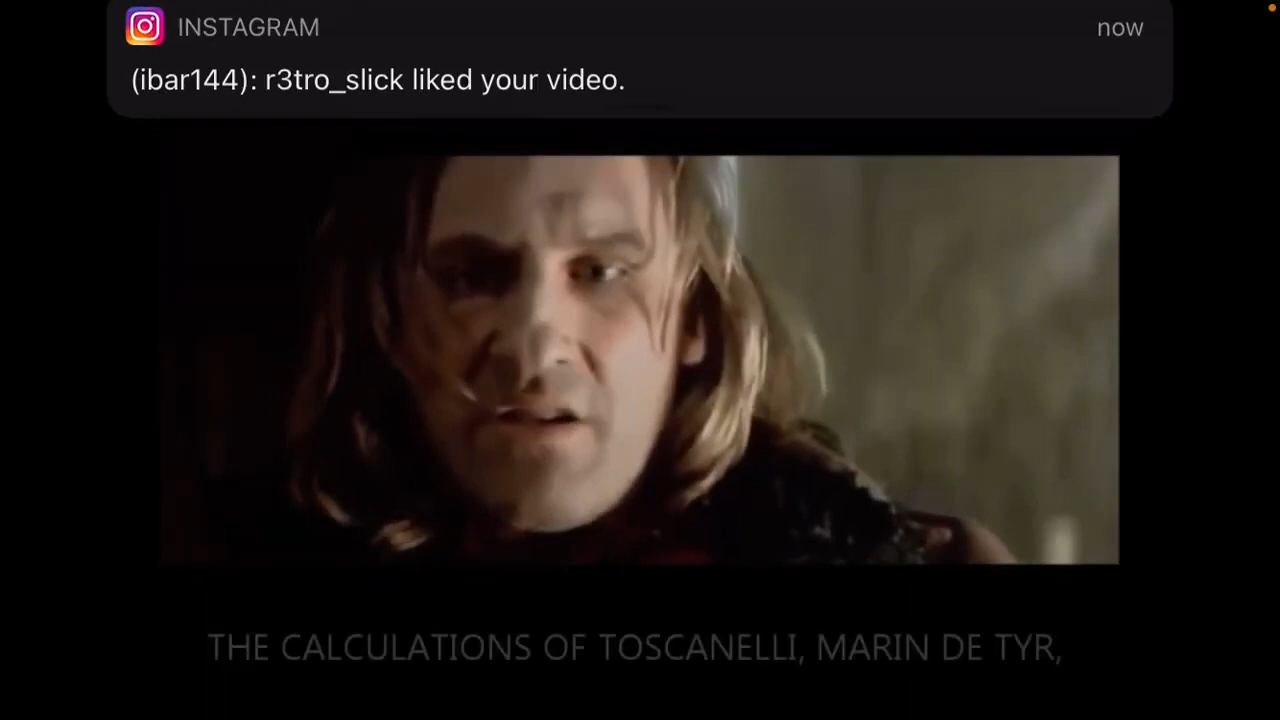 INSTAGRAM
now
(ibar144): r3tro_slick liked your video.
THE CALCULATIONS OF TOSCANELLI, MARIN DE TYR,